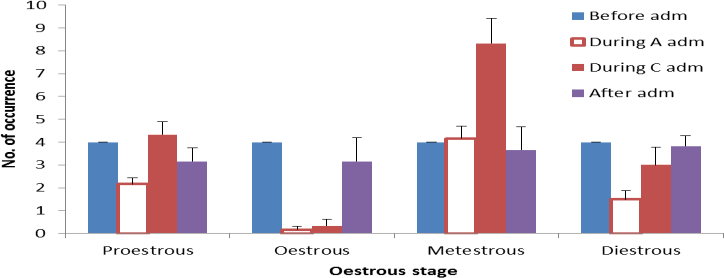 No. of occurrence
10
9
8
7
6
5
4
3
2
1
0
Before adm
During A adm
During C adm
After adm
Proestrous
Oestrous
Metestrous
Diestrous
Oestrous stage